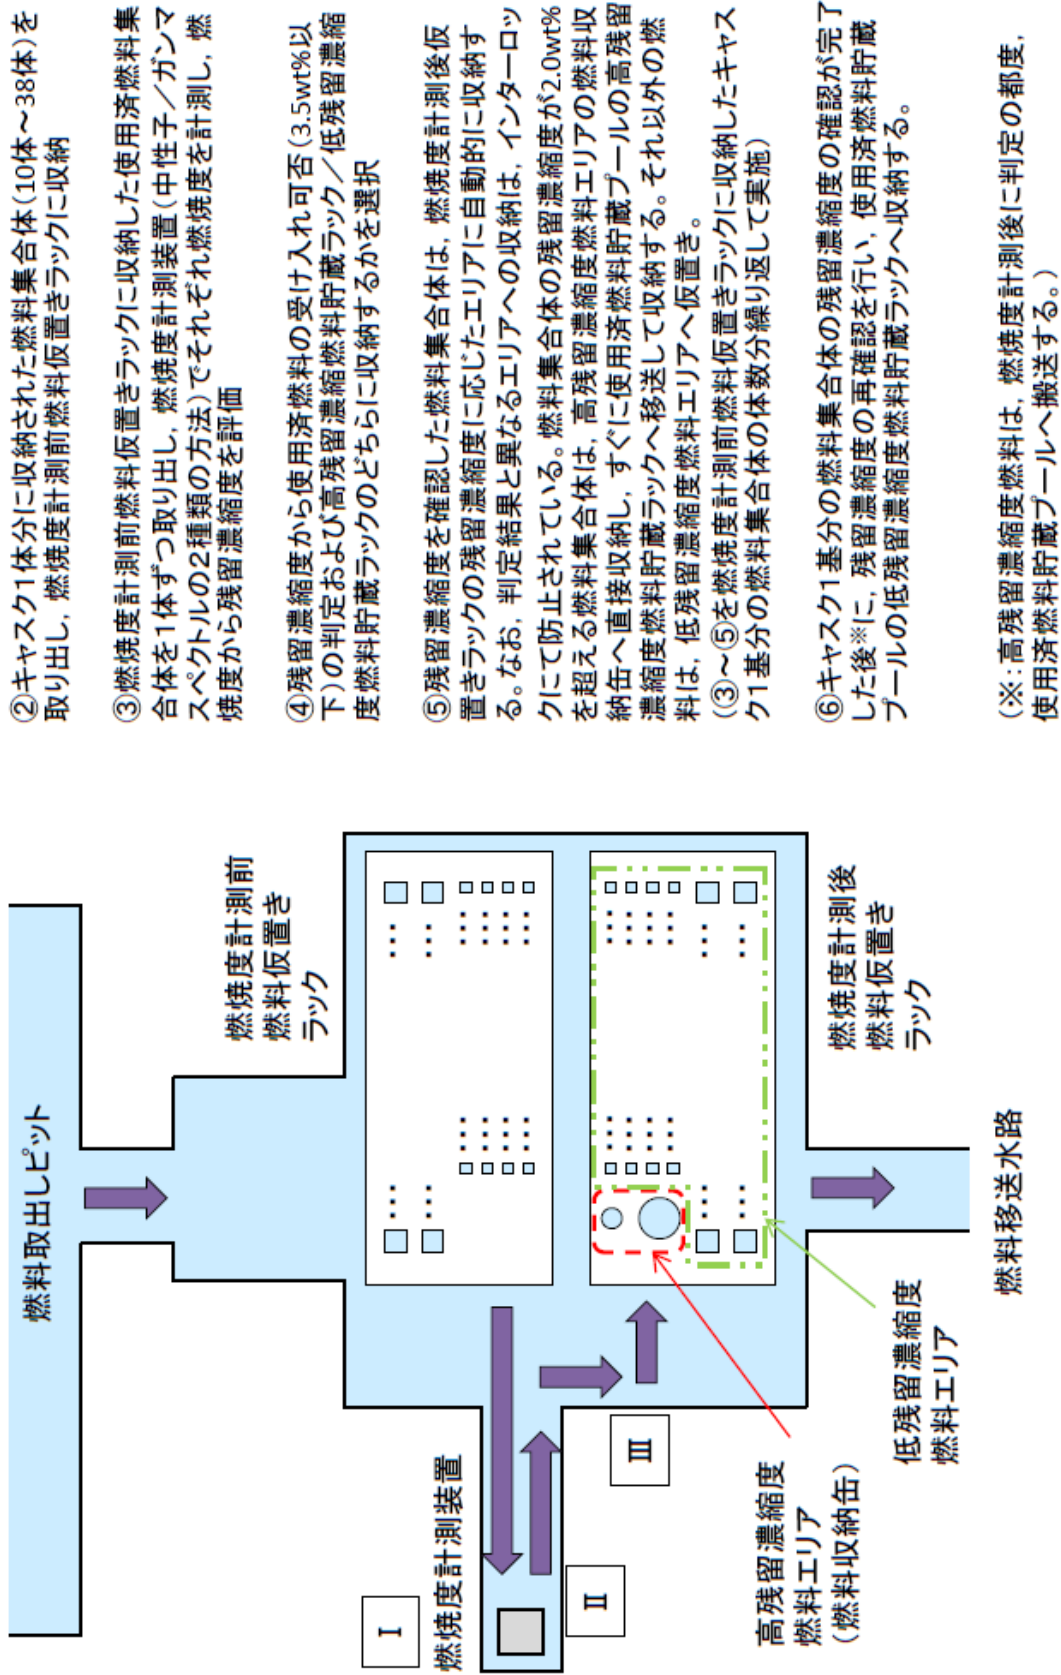 燃料取出しピット
燃焼度計測前
燃料仮置き
ラック
燃焼度計測装置
Ⅰ
Ⅱ
Ⅲ
高残留濃縮度
燃料エリア
(燃料収納缶)
低残留濃縮度
燃料エリア
燃焼度計測後
燃料仮置き
ラック
燃料移送水路
②キャスク1体分に収納された燃料集合体(10体～38体)を
取り出し，燃焼度計測前燃料仮置きラックに収納
③燃焼度計測前燃料仮置きラックに収納した使用済燃料集
合体を1体ずつ取り出し，燃焼度計測装置(中性子／ガンマ
スペクトルの2種類の方法)でそれぞれ燃焼度を計測し，燃
焼度から残留濃縮度を評価
④残留濃縮度から使用済燃料の受け入れ可否(3.5wt%以
下)の判定および高残留濃縮燃料貯蔵ラック／低残留濃縮
度燃料貯蔵ラックのどちらに収納するかを選択
⑤残留濃縮度を確認した燃料集合体は，燃焼度計測後仮
置きラックの残留濃縮度に応じたエリアに自動的に収納す
る。なお，判定結果と異なるエリアへの収納は，インターロッ
クにて防止されている。燃料集合体の残留濃縮度が2.0wt%
を超える燃料集合体は，高残留濃縮度燃料エリアの燃料収
納缶へ直接収納し，すぐに使用済燃料貯蔵プールの高残留
濃縮度燃料貯蔵ラックへ移送して収納する。それ以外の燃
料は，低残留濃縮度燃料エリアへ仮置き。
((③～⑤を燃焼度計測前燃料仮置きラックに収納したキャス
ク1基分の燃料集合体の体数分繰り返して実施)
⑥キャスク1基分の燃料集合体の残留濃縮度の確認が完了
した後※に，残留濃縮度の再確認を行い，使用済燃料貯蔵
プールの低残留濃縮度燃料貯蔵ラックへ収納する。
(※：高残留濃縮度燃料は，燃焼度計測後に判定の都度，
使用済燃料貯蔵プールへ搬送する。)